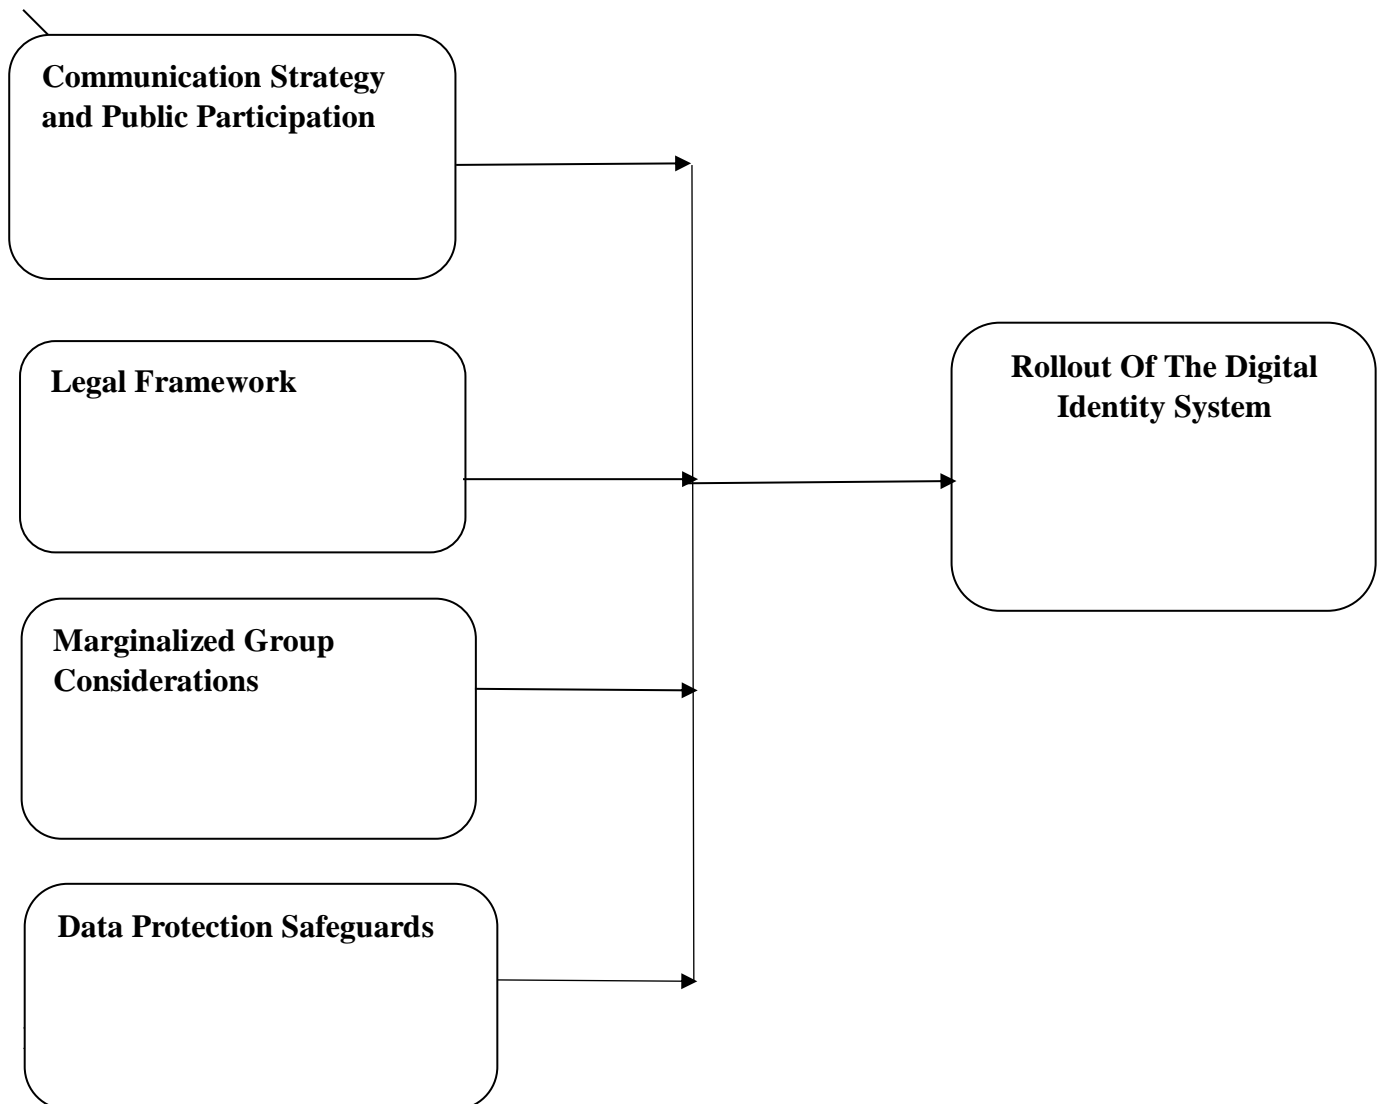 Communication Strategy
and Public Participation
Legal Framework
Rollout Of The Digital
Identity System
Marginalized Group
Considerations
Data Protection Safeguards